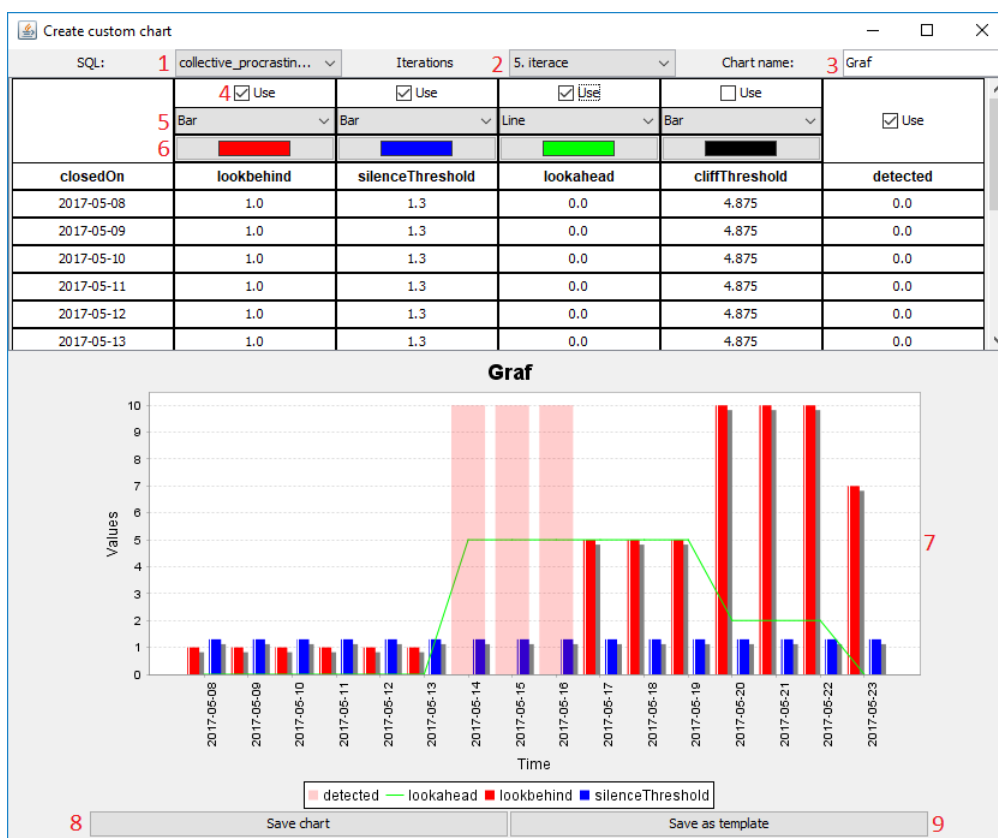 Create custom chart
SQL: 1 collective_procrastin... Iterations 2 5. iterace Chart name: 3 Graf
4 Use Use Use Use
5 Bar Bar Line Bar Use
6
closedOn lookbehind silenceThreshold lookahead cliffThreshold detected
2017-05-08 1.0 1.3 0.0 4.875 0.0
2017-05-09 1.0 1.3 0.0 4.875 0.0
2017-05-10 1.0 1.3 0.0 4.875 0.0
2017-05-11 1.0 1.3 0.0 4.875 0.0
2017-05-12 1.0 1.3 0.0 4.875 0.0
2017-05-13 1.0 1.3 0.0 4.875 0.0
Graf
10
9
8
7
6
5
4
3
2
1
0
Values
7
2017-05-08
2017-05-09
2017-05-10
2017-05-11
2017-05-12
2017-05-13
2017-05-14
2017-05-15
2017-05-16
2017-05-17
2017-05-18
2017-05-19
2017-05-20
2017-05-21
2017-05-22
2017-05-23
Time
detected lookahead lookbehind silenceThreshold
8 Save chart Save as template 9